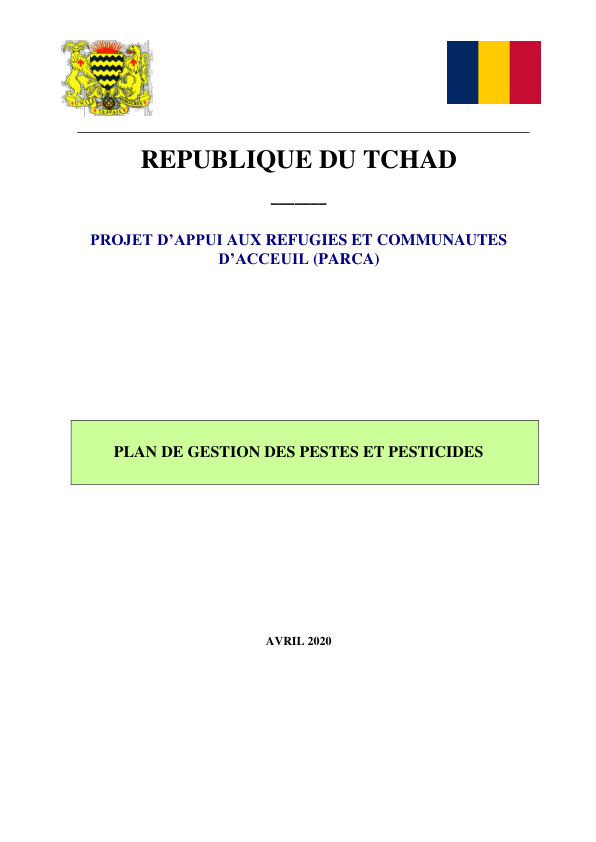 REPUBLIQUE DU TCHAD
PROJET D'APPUI AUX REFUGIES ET COMMUNAUTES
D'ACCEUIL (PARCA)
PLAN DE GESTION DES PESTES ET PESTICIDES
AVRIL 2020